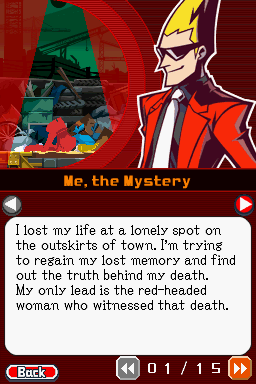 Me, the Mystery
I lost my life at a lonely spot on
the outskirts of town. I'm trying
to regain my lost memory and find
out the truth behind my death.
My only lead is the red-headed
woman who witnessed that death.
Back
01/15